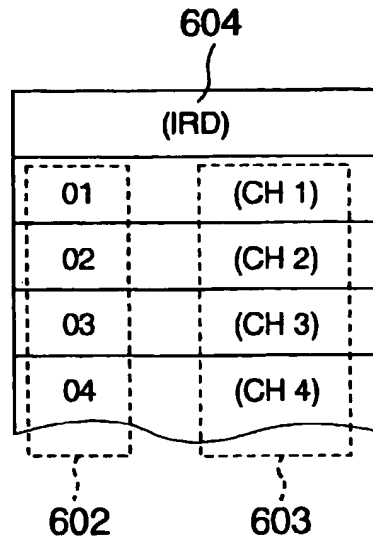 604
(IRD)
01 (CH 1)
02 (CH 2)
03 (CH 3)
04 (CH 4)
602 603